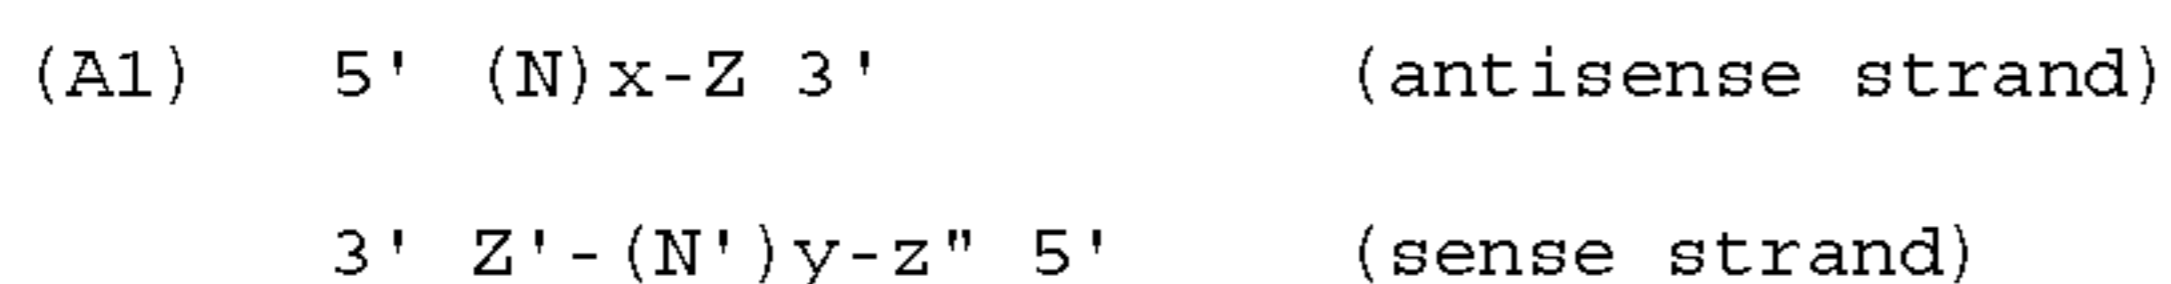 (A1) 5' (N)x-Z 3' (antisense strand)
3' Z'-(N')y-z" 5' (sense strand)